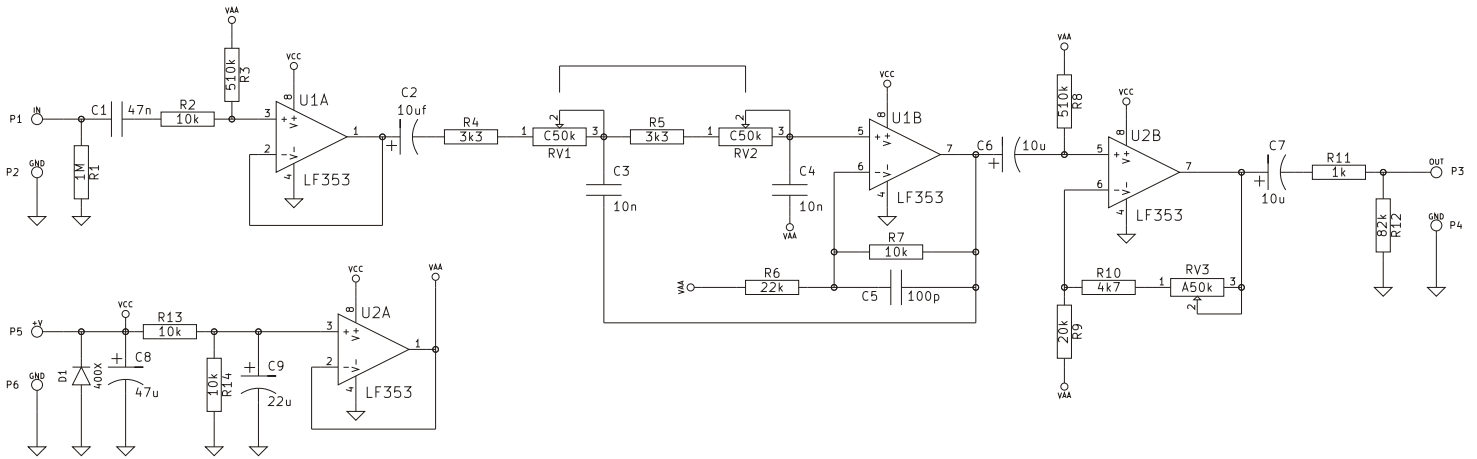 VAA
510k
R3
VCC
P1
IN
C1
47n
R2
10k
3
+
V+
8
U1A
2
-
V-
4
1
LF353
1M
R1
P2
GND
C2
10uf
+
R4
3k3
1
2
3
C50k
RV1
R5
3k3
1
2
3
C50k
RV2
C3
10n
C4
10n
VAA
VCC
5
+
V+
8
U1B
6
-
V-
4
7
LF353
R7
10k
VAA
R6
22k
C5
100p
C6
10u
+
VAA
510k
R8
VCC
5
+
V+
8
U2B
6
-
V-
4
7
LF353
C7
+
10u
R11
1k
OUT
P3
82k
R12
GND
P4
R10
4k7
1
RV3
A50k
3
2
20k
R9
VAA
P5
+V
VCC
R13
10k
D1
400X
+
C8
47u
10k
R14
+
C9
22u
P6
GND
VCC
3
+
V+
8
U2A
2
-
V-
4
1
LF353
VAA